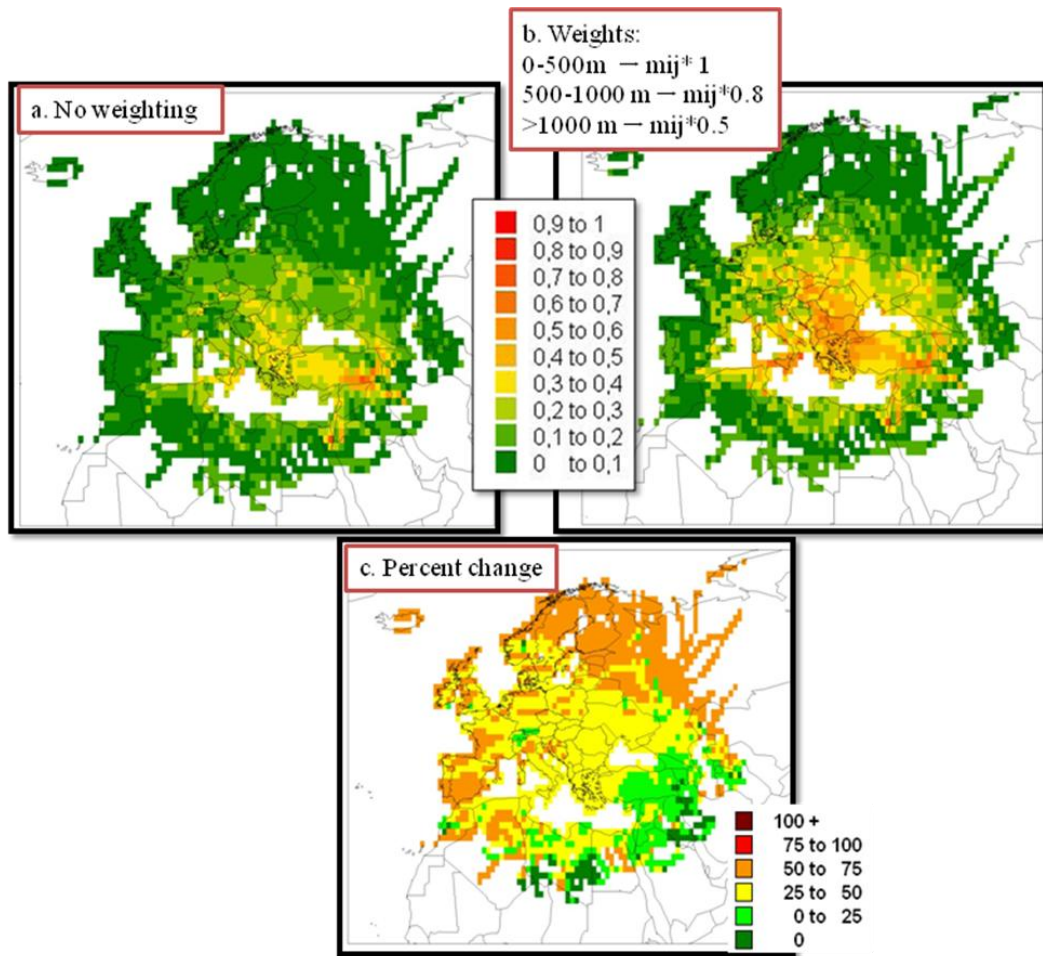 a. No weighting
b. Weights:
0-500m － mij* 1
500-1000 m － mij*0.8
>1000 m － mij*0.5
0,9 to 1
0,8 to 0,9
0,7 to 0,8
0,6 to 0,7
0,5 to 0,6
0,4 to 0,5
0,3 to 0,4
0,2 to 0,3
0,1 to 0,2
0 to 0,1
c. Percent change
100 +
75 to 100
50 to 75
25 to 50
0 to 25
0